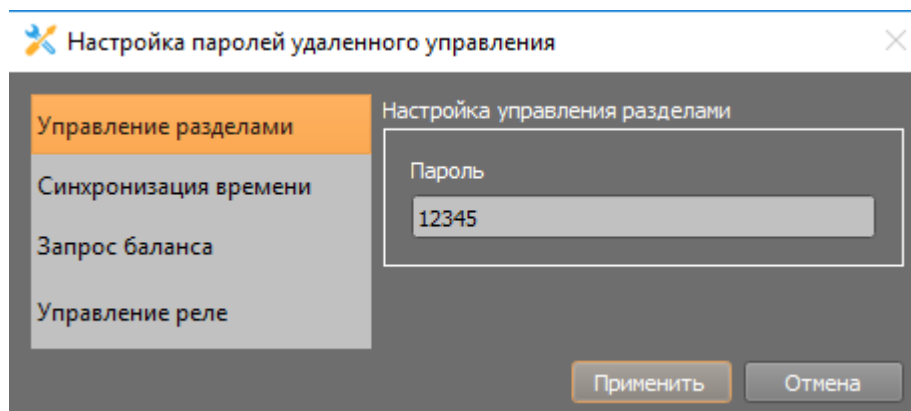 Настройка паролей удаленного управления
Управление разделами
Синхронизация времени
Запрос баланса
Управление реле
Настройка управления разделами
Пароль
12345
Применить
Отмена